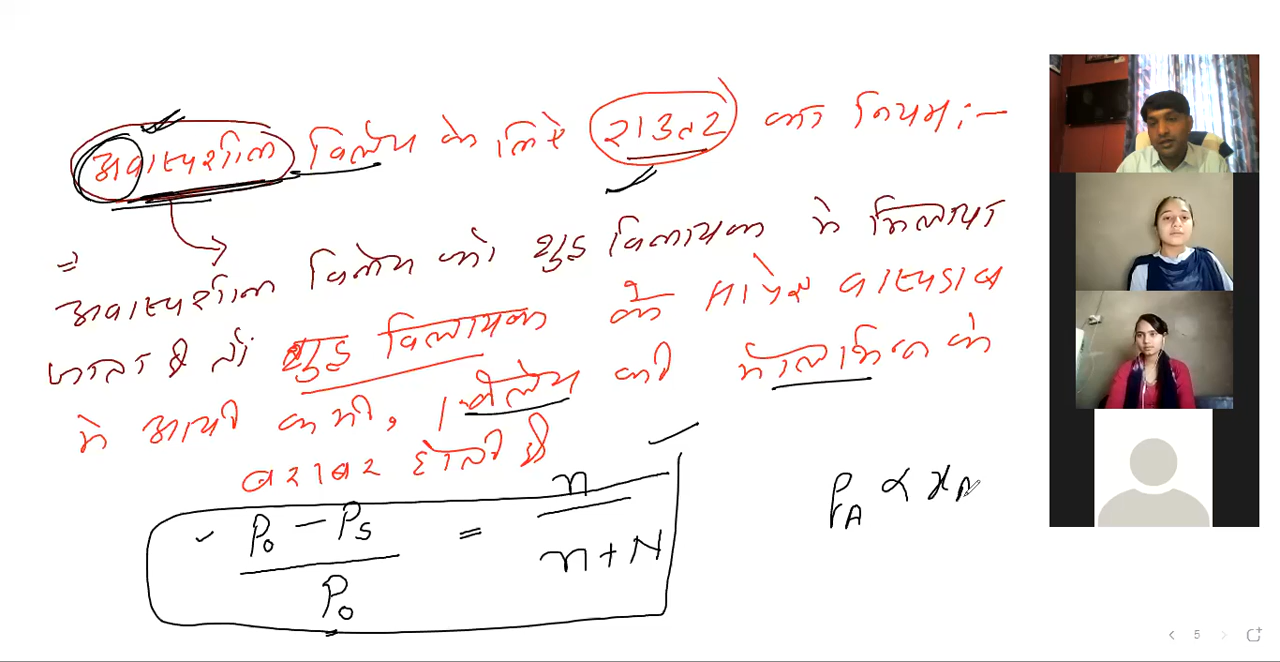 अवाष्पशील विलेय के लिए राउल्ट का नियम :-
⇒
अवाष्पशील विलेय को शुद्ध विलायक मे मिलाया
जाता है तो शुद्ध विलायक के सापेक्ष वाष्पदाब
मे आयी कमी, विलेय की मोलभिन्न के
बराबर होती है
P₀ - Pₛ / P₀ = n / n + N
P_A ∝ x_A
5